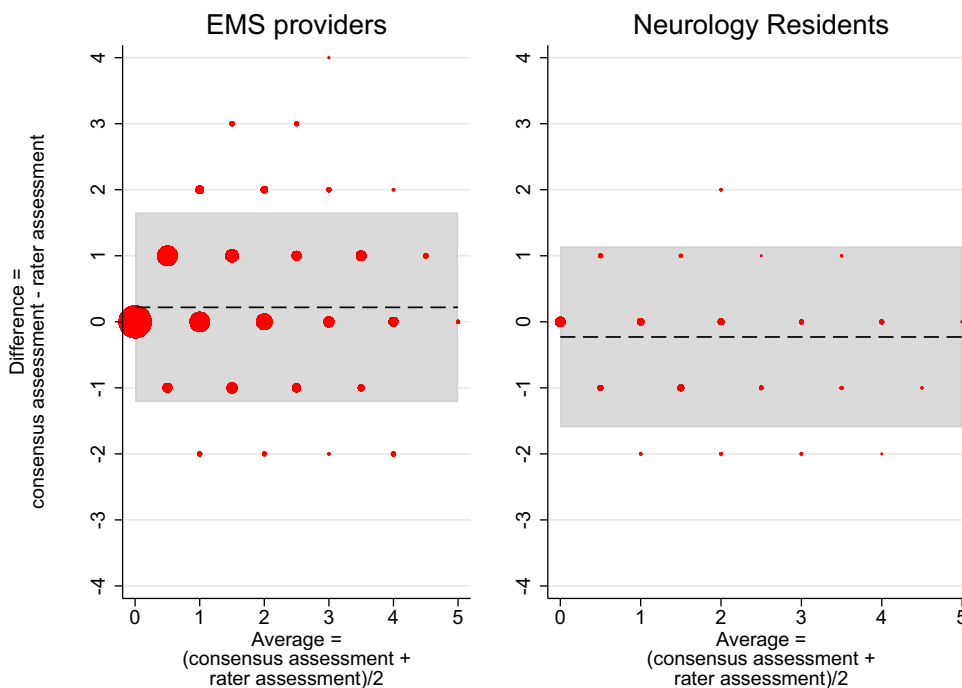 EMS providers
Neurology Residents
Difference =
consensus assessment - rater assessment
4
3
2
1
0
-1
-2
-3
-4
0 1 2 3 4 5
Average =
(consensus assessment +
rater assessment)/2
4
3
2
1
0
-1
-2
-3
-4
0 1 2 3 4 5
Average =
(consensus assessment +
rater assessment)/2